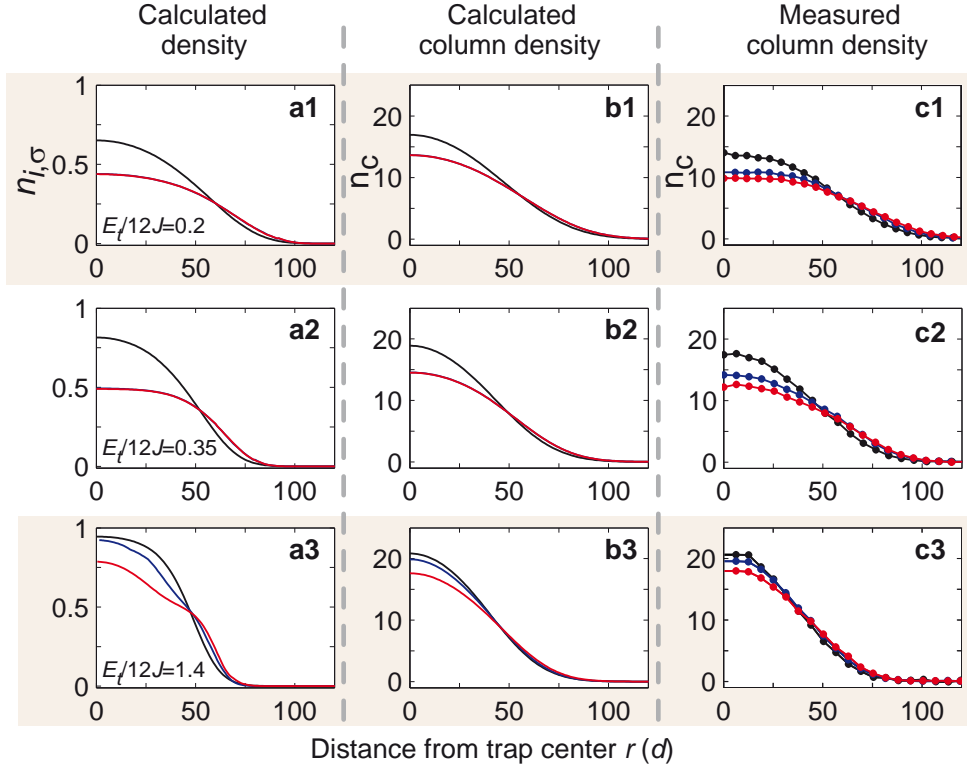 Calculated density
Calculated column density
Measured column density
a1
b1
c1
1
0.5
0
n_{i,σ}
E_t/12J=0.2
0 50 100
20
10
0
n_c
0 50 100
20
10
0
n_c
0 50 100
a2
b2
c2
1
0.5
0
E_t/12J=0.35
0 50 100
20
10
0
0 50 100
20
10
0
0 50 100
a3
b3
c3
1
0.5
0
E_t/12J=1.4
0 50 100
20
10
0
0 50 100
20
10
0
0 50 100
Distance from trap center r (d)